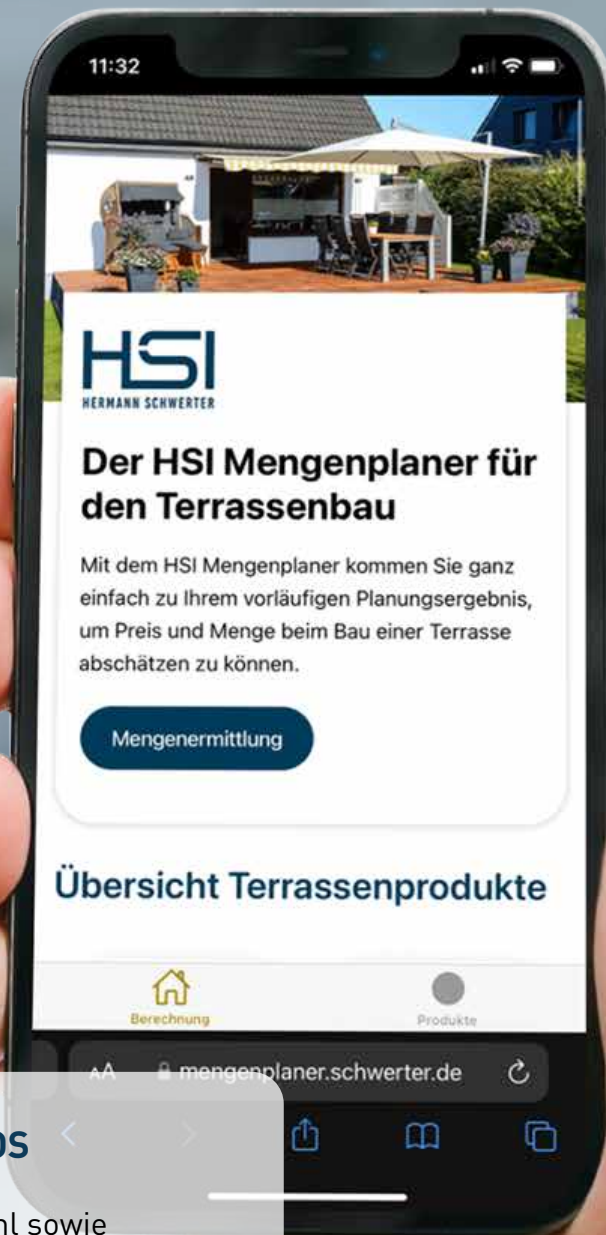 11:32
HSI
HERMANN SCHWERTER
Der HSI Mengenplaner für
den Terrassenbau
Mit dem HSI Mengenplaner kommen Sie ganz
einfach zu Ihrem vorläufigen Planungsergebnis,
um Preis und Menge beim Bau einer Terrasse
abschätzen zu können.
Mengenermittlung
Übersicht Terrassenprodukte
Berechnung
Produkte
AA mengenplaner.schwerter.de
sowie